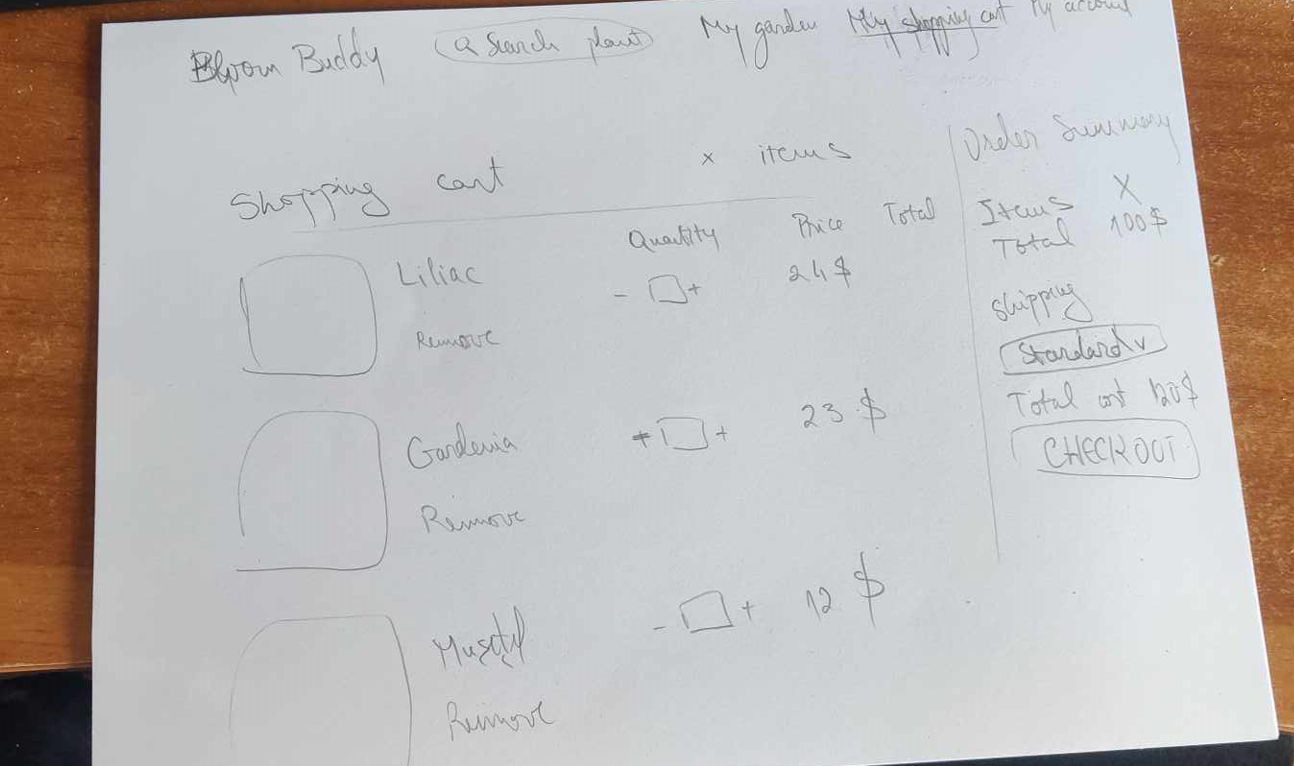 Bloom Buddy Search plant My garden My shopping cart My account
Shopping cart x items
Quantity Price Total
Liliac - + 24 $
Remove
Gardenia + 23 $
Remove
- + 12 $
Remove
Order Summary
Items X
Total 100 $
Shipping
Standard v
Total cost 120 $
CHECKOUT